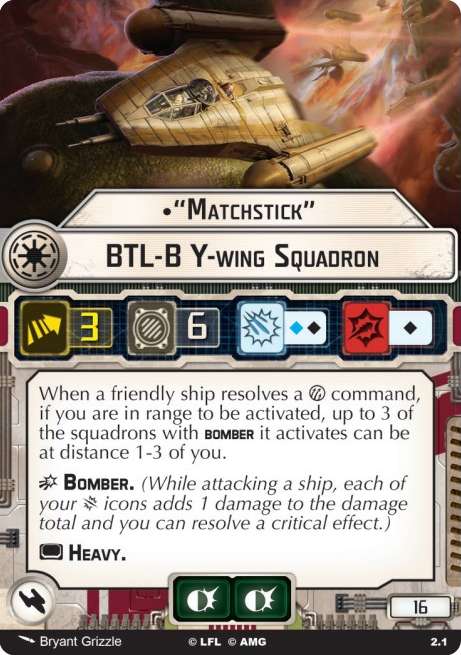 •“Matchstick”
BTL-B Y-wing Squadron
3
6
When a friendly ship resolves a command,
if you are in range to be activated, up to 3 of
the squadrons with BOMBER it activates can be
at distance 1-3 of you.
Bomber. (While attacking a ship, each of
your icons adds 1 damage to the damage
total and you can resolve a critical effect.)
Heavy.
16
Bryant Grizzle © LFL © AMG 2.1